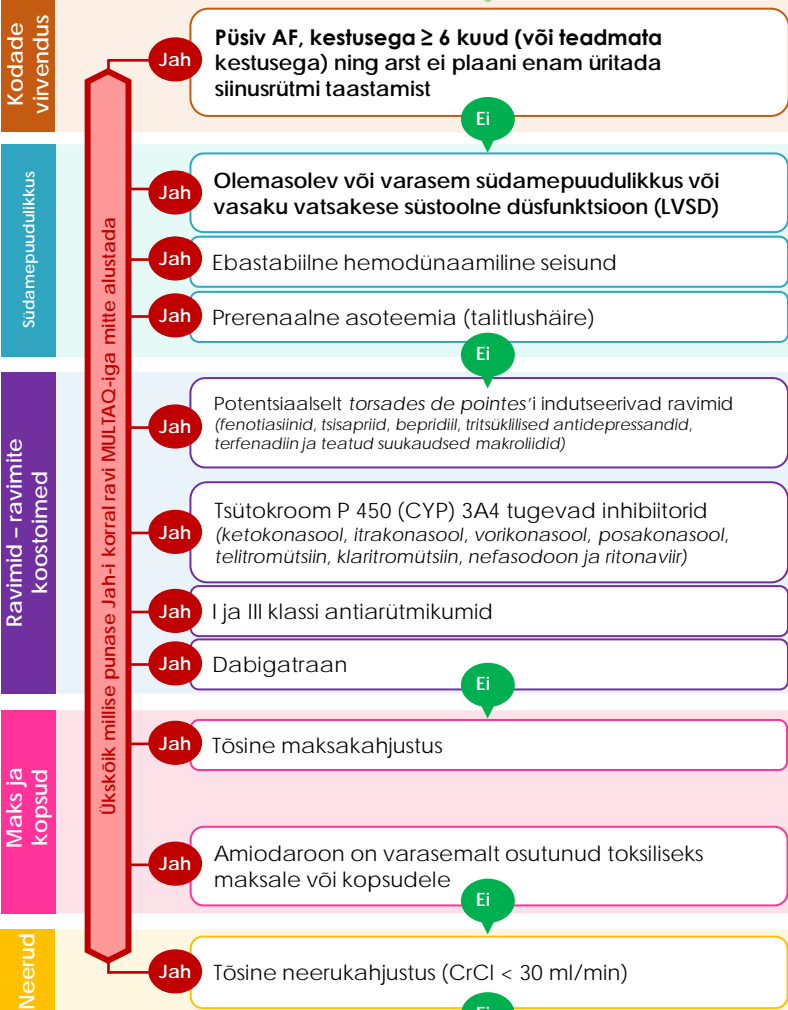 Kodade
virvendus
Jah
Püsiv AF, kestusega ≥ 6 kuud (või teadmata
kestusega) ning arst ei plaani enam üritada
siinusrütmi taastamist
Ei
Südamepuudulikkus
Jah
Olemasolev või varasem südamepuudulikkus või
vasaku vatsakese süstoolne düsfunktsioon (LVSD)
Jah
Ebastabiilne hemodünaamiline seisund
Jah
Prerenaalne asoteemia (talitlushäire)
Ei
Ükskõik millise punase Jah-i korral ravi MULTAQ-iga mitte alustada
Ravimid – ravimite
koostoimed
Potentsiaalselt torsades de pointes'i indutseerivad ravimid
(fenotiasiinid, tsisapriid, bepridiil, tritsüklilised antidepressandid,
terfenadiin ja teatud suukaudsed makroliidid)
Jah
Tsütokroom P 450 (CYP) 3A4 tugevad inhibiitorid
(ketokonasool, itrakonasool, vorikonasool, posakonasool,
telitromütsiin, klaritromütsiin, nefasodoon ja ritonaviir)
Jah
Jah
I ja III klassi antiarütmikumid
Jah
Dabigatraan
Ei
Maks ja
kopsud
Jah
Tõsine maksakahjustus
Jah
Amiodaroon on varasemalt osutunud toksiliseks
maksale või kopsudele
Ei
Neerud
Jah
Tõsine neerukahjustus (CrCl < 30 ml/min)
Ei